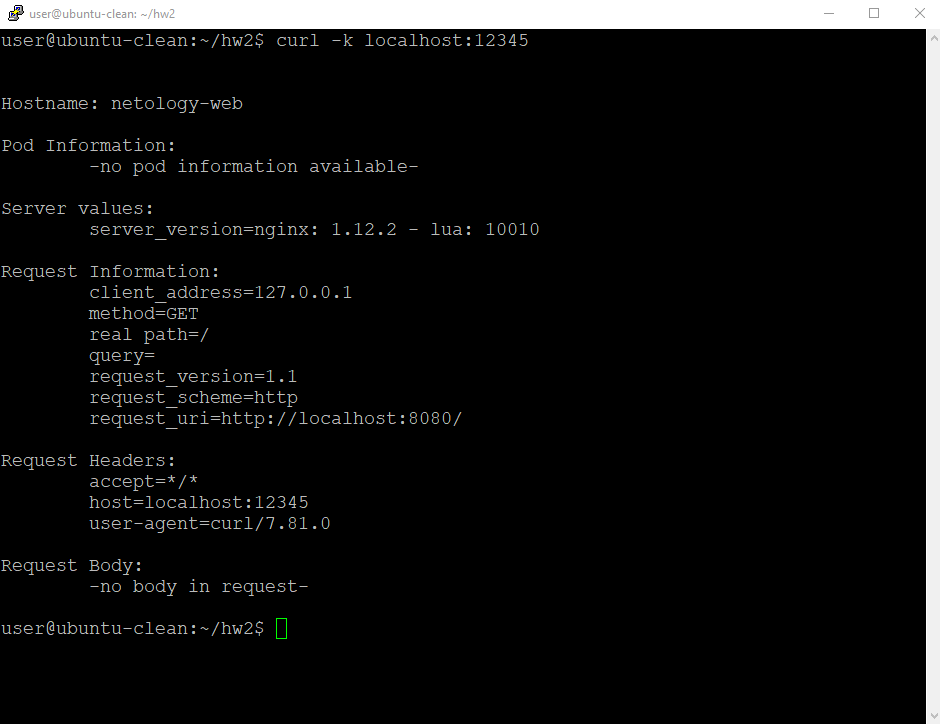 user@ubuntu-clean: ~/hw2
user@ubuntu-clean:~/hw2$ curl -k localhost:12345
Hostname: netology-web
Pod Information:
-no pod information available-
Server values:
server_version=nginx: 1.12.2 - lua: 10010
Request Information:
client_address=127.0.0.1
method=GET
real path=/
query=
request_version=1.1
request_scheme=http
request_uri=http://localhost:8080/
Request Headers:
accept=*/*
host=localhost:12345
user-agent=curl/7.81.0
Request Body:
-no body in request-
user@ubuntu-clean:~/hw2$